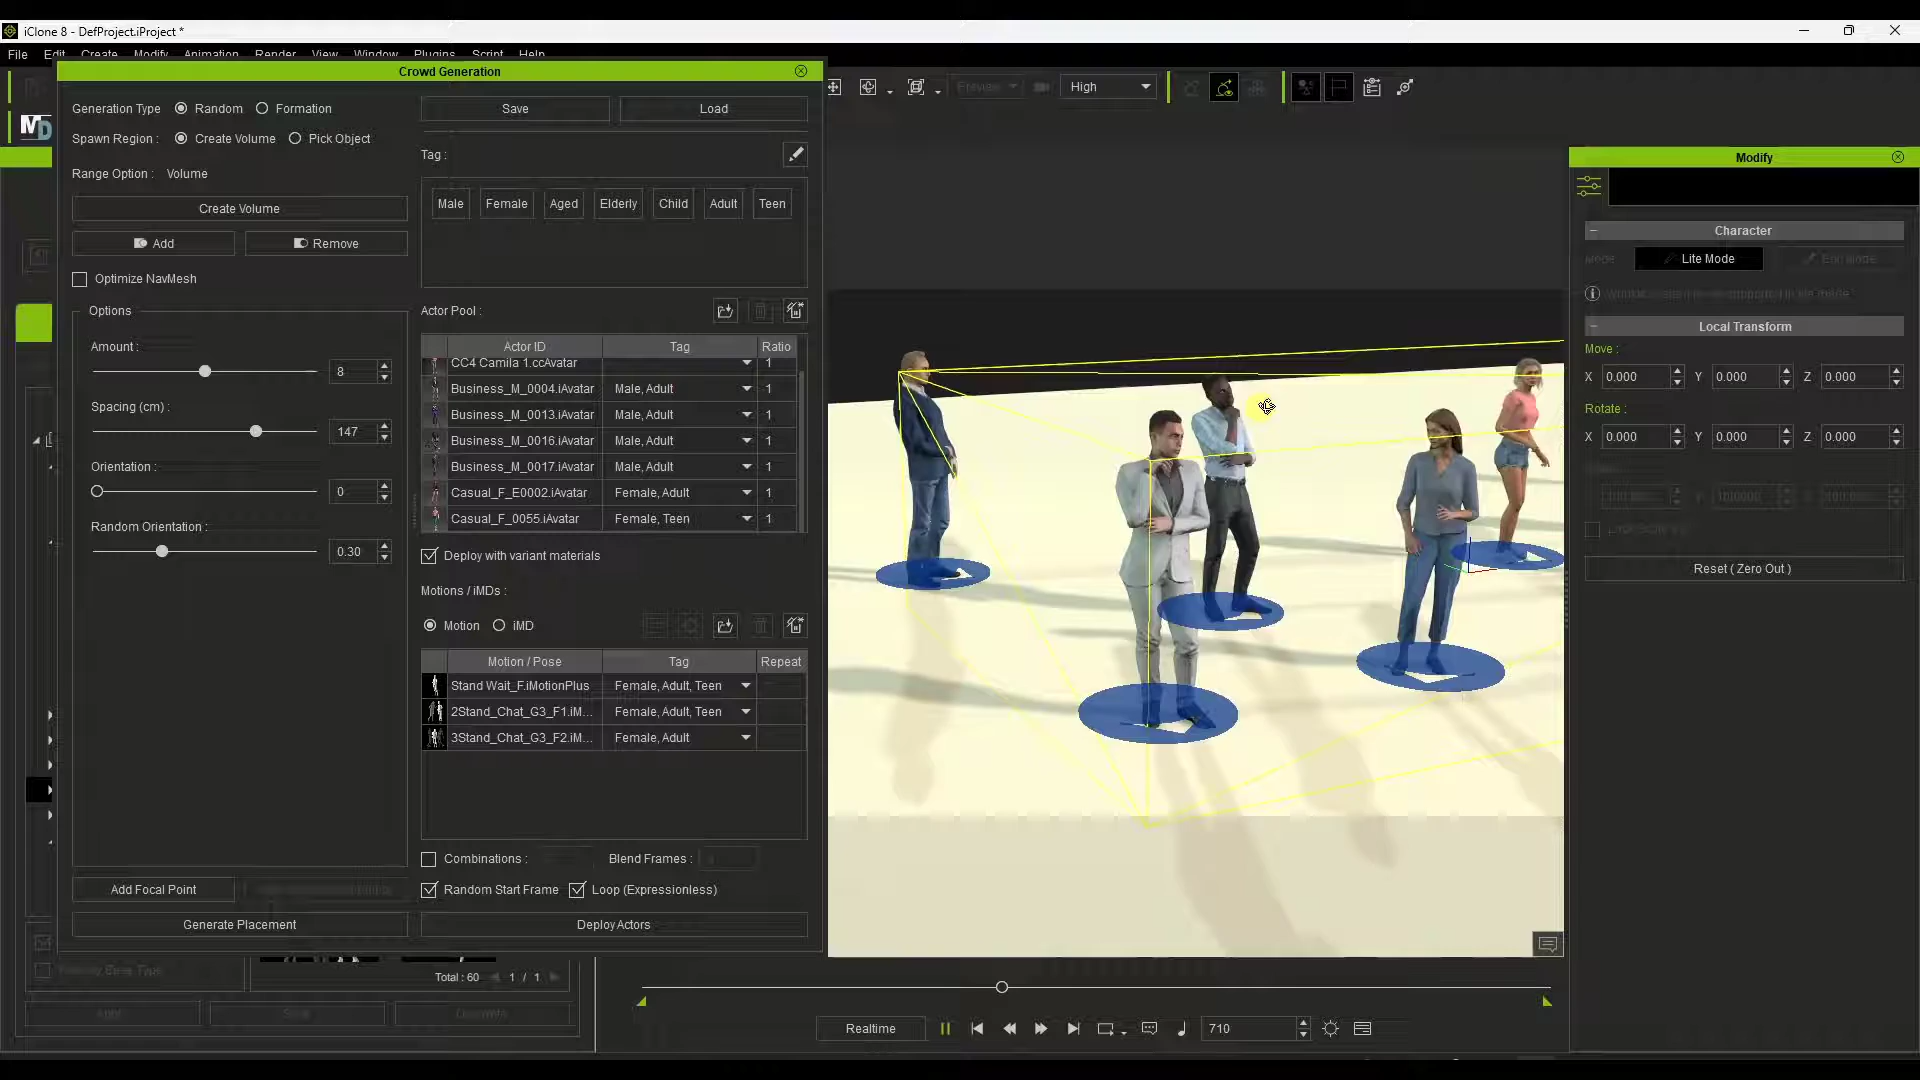 iClone 8 - DefProject.iProject *
File Edit Create Modify Animation Render View Window Plugins Script Help
Crowd Generation
Generation Type Random Formation
Save Load
Preview High
Spawn Region : Create Volume Pick Object
MD
Tag :
Modify
Range Option : Volume
Create Volume
Male Female Aged Elderly Child Adult Teen
Add Remove
Character
Mode Lite Mode Edit Mode
Optimize NavMesh
Options
Actor Pool :
Local Transform
Amount :
8
Actor ID Tag Ratio
CC4 Camila 1.ccAvatar 1
Business_M_0004.iAvatar Male, Adult 1
Business_M_0013.iAvatar Male, Adult 1
Business_M_0016.iAvatar Male, Adult 1
Business_M_0017.iAvatar Male, Adult 1
Casual_F_E0002.iAvatar Female, Adult 1
Casual_F_0055.iAvatar Female, Teen 1
Move :
X 0.000 Y 0.000 Z 0.000
Spacing (cm) :
147
Rotate :
X 0.000 Y 0.000 Z 0.000
Orientation :
0
Random Orientation :
0.30
Deploy with variant materials
Reset ( Zero Out )
Motions / iMDs :
Motion iMD
Motion / Pose Tag Repeat
Stand Wait_F.iMotionPlus Female, Adult, Teen
2Stand_Chat_G3_F1.iM... Female, Adult, Teen
3Stand_Chat_G3_F2.iM... Female, Adult
Combinations : Blend Frames :
Add Focal Point
Random Start Frame Loop (Expressionless)
Generate Placement
Deploy Actors
Total : 60 1 / 1
Apply Save Overwrite
Realtime 710